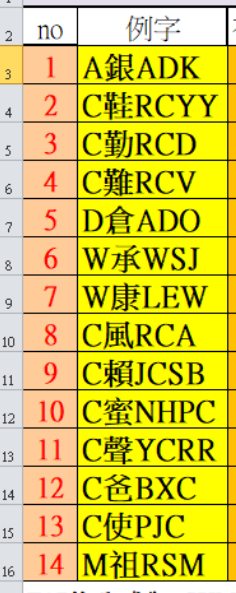 2 no 例字
3 1 A銀ADK
4 2 C鞋RCYY
5 3 C勤RCD
6 4 C難RCV
7 5 D倉ADO
8 6 W承WSJ
9 7 W康LEW
10 8 C風RCA
11 9 C賴JCSB
12 10 C蜜NHPC
13 11 C聲YCRR
14 12 C爸BXC
15 13 C使PJC
16 14 M祖RSM